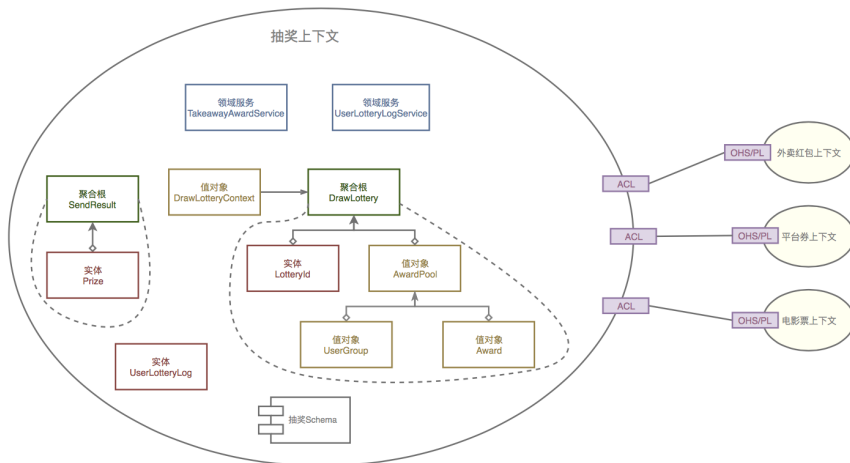 抽奖上下文
领域服务
TakeawayAwardService
领域服务
UserLotteryLogService
OHS/PL
外卖红包上下文
聚合根
SendResult
值对象
DrawLotteryContext
聚合根
DrawLottery
ACL
ACL
OHS/PL
平台券上下文
实体
Prize
实体
LotteryId
值对象
AwardPool
ACL
OHS/PL
电影票上下文
值对象
UserGroup
值对象
Award
实体
UserLotteryLog
抽奖Schema